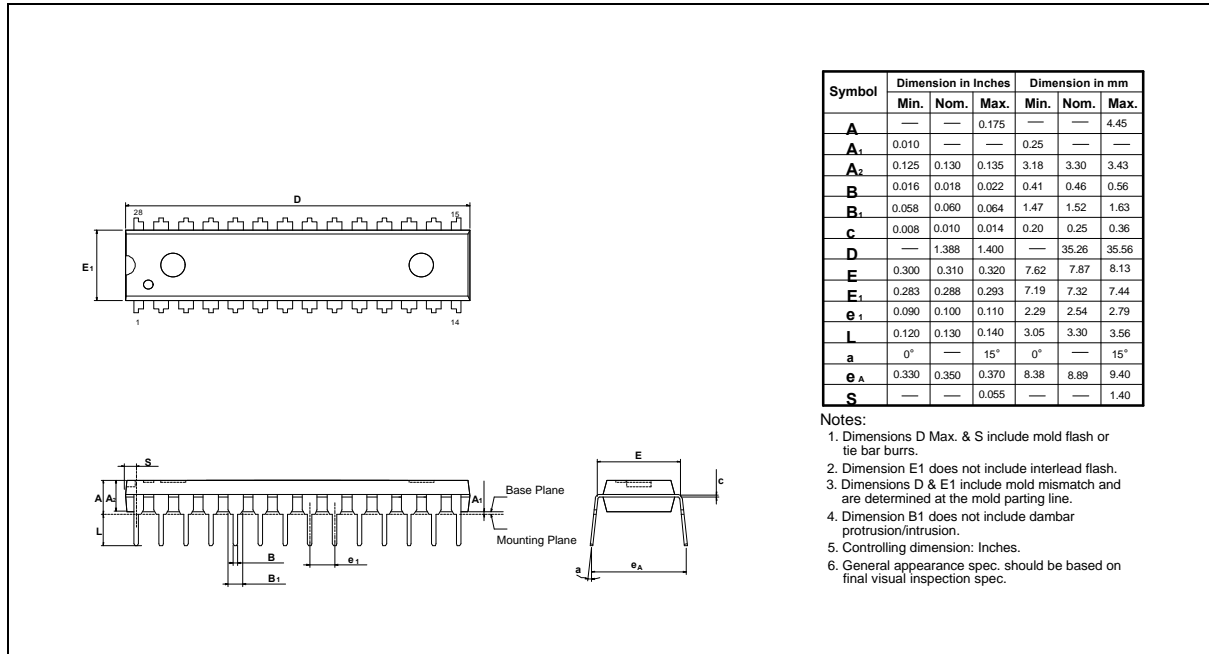 Symbol Dimension in Inches Dimension in mm
Min. Nom. Max. Min. Nom. Max.
A — — 0.175 — — 4.45
A1 0.010 — — 0.25 — —
A2 0.125 0.130 0.135 3.18 3.30 3.43
B 0.016 0.018 0.022 0.41 0.46 0.56
B1 0.058 0.060 0.064 1.47 1.52 1.63
c 0.008 0.010 0.014 0.20 0.25 0.36
D — 1.388 1.400 — 35.26 35.56
E 0.300 0.310 0.320 7.62 7.87 8.13
E1 0.283 0.288 0.293 7.19 7.32 7.44
e1 0.090 0.100 0.110 2.29 2.54 2.79
L 0.120 0.130 0.140 3.05 3.30 3.56
a 0° — 15° 0° — 15°
eA 0.330 0.350 0.370 8.38 8.89 9.40
S — — 0.055 — — 1.40
Notes:
1. Dimensions D Max. & S include mold flash or
tie bar burrs.
2. Dimension E1 does not include interlead flash.
3. Dimensions D & E1 include mold mismatch and
are determined at the mold parting line.
4. Dimension B1 does not include dambar
protrusion/intrusion.
5. Controlling dimension: Inches.
6. General appearance spec. should be based on
final visual inspection spec.
D
28 15
E1
1 14
S
A A2 A1
Base Plane
L
Mounting Plane
B e1
B1
E
c
a eA